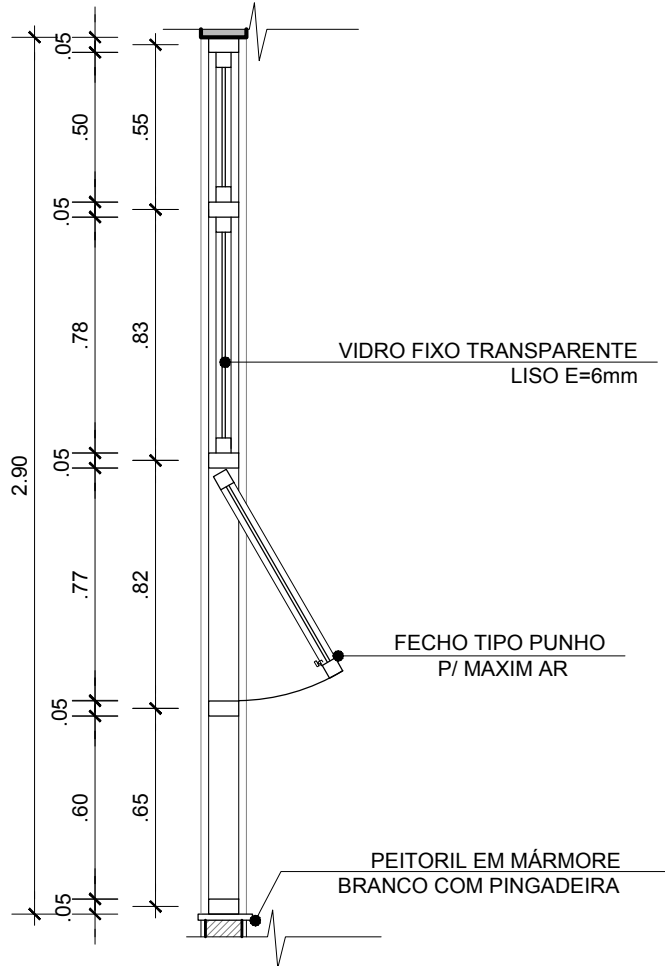 .05
.50
.55
.05
.78
.83
VIDRO FIXO TRANSPARENTE
LISO E=6mm
2.90
.05
.77
.82
FECHO TIPO PUNHO
P/ MAXIM AR
.05
.60
.65
PEITORIL EM MÁRMORE
BRANCO COM PINGADEIRA
.05